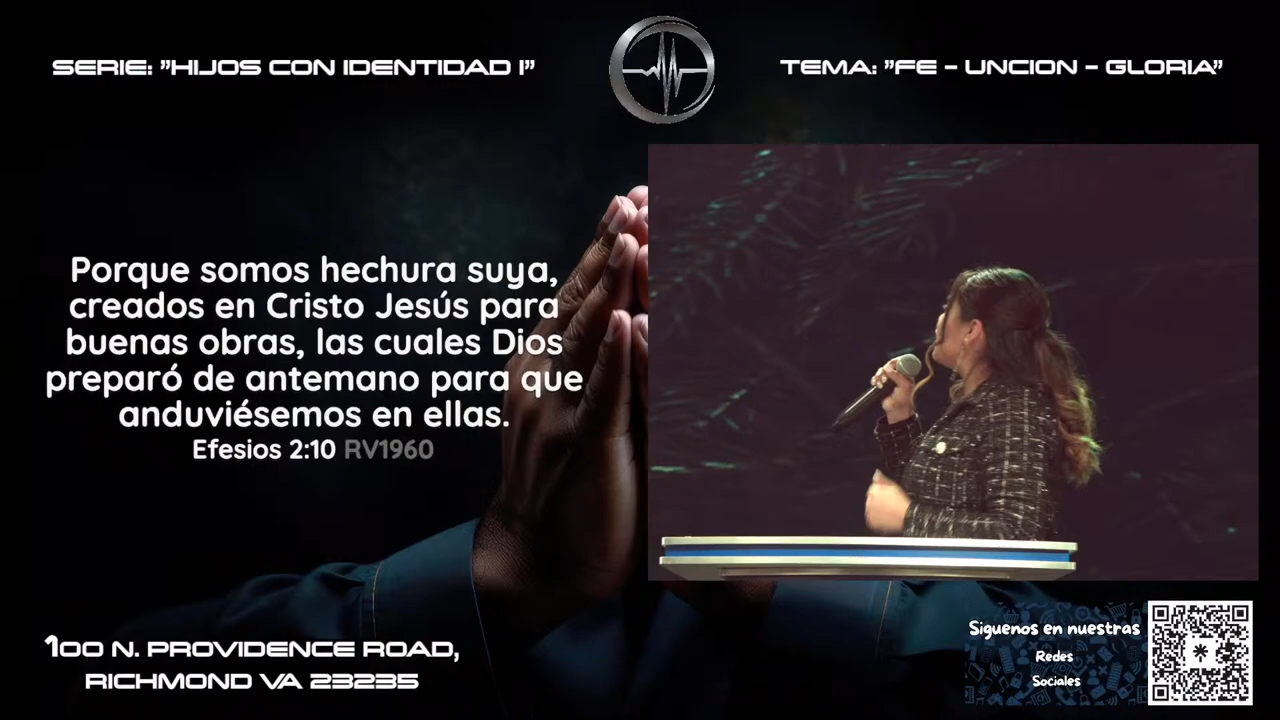 SERIE: "HIJOS CON IDENTIDAD I"
TEMA: "FE - UNCION - GLORIA"
Porque somos hechura suya,
creados en Cristo Jesús para
buenas obras, las cuales Dios
preparó de antemano para que
anduviésemos en ellas.
Efesios 2:10 RV1960
100 N. PROVIDENCE ROAD,
RICHMOND VA 23235
Siguenos en nuestras
Redes
Sociales